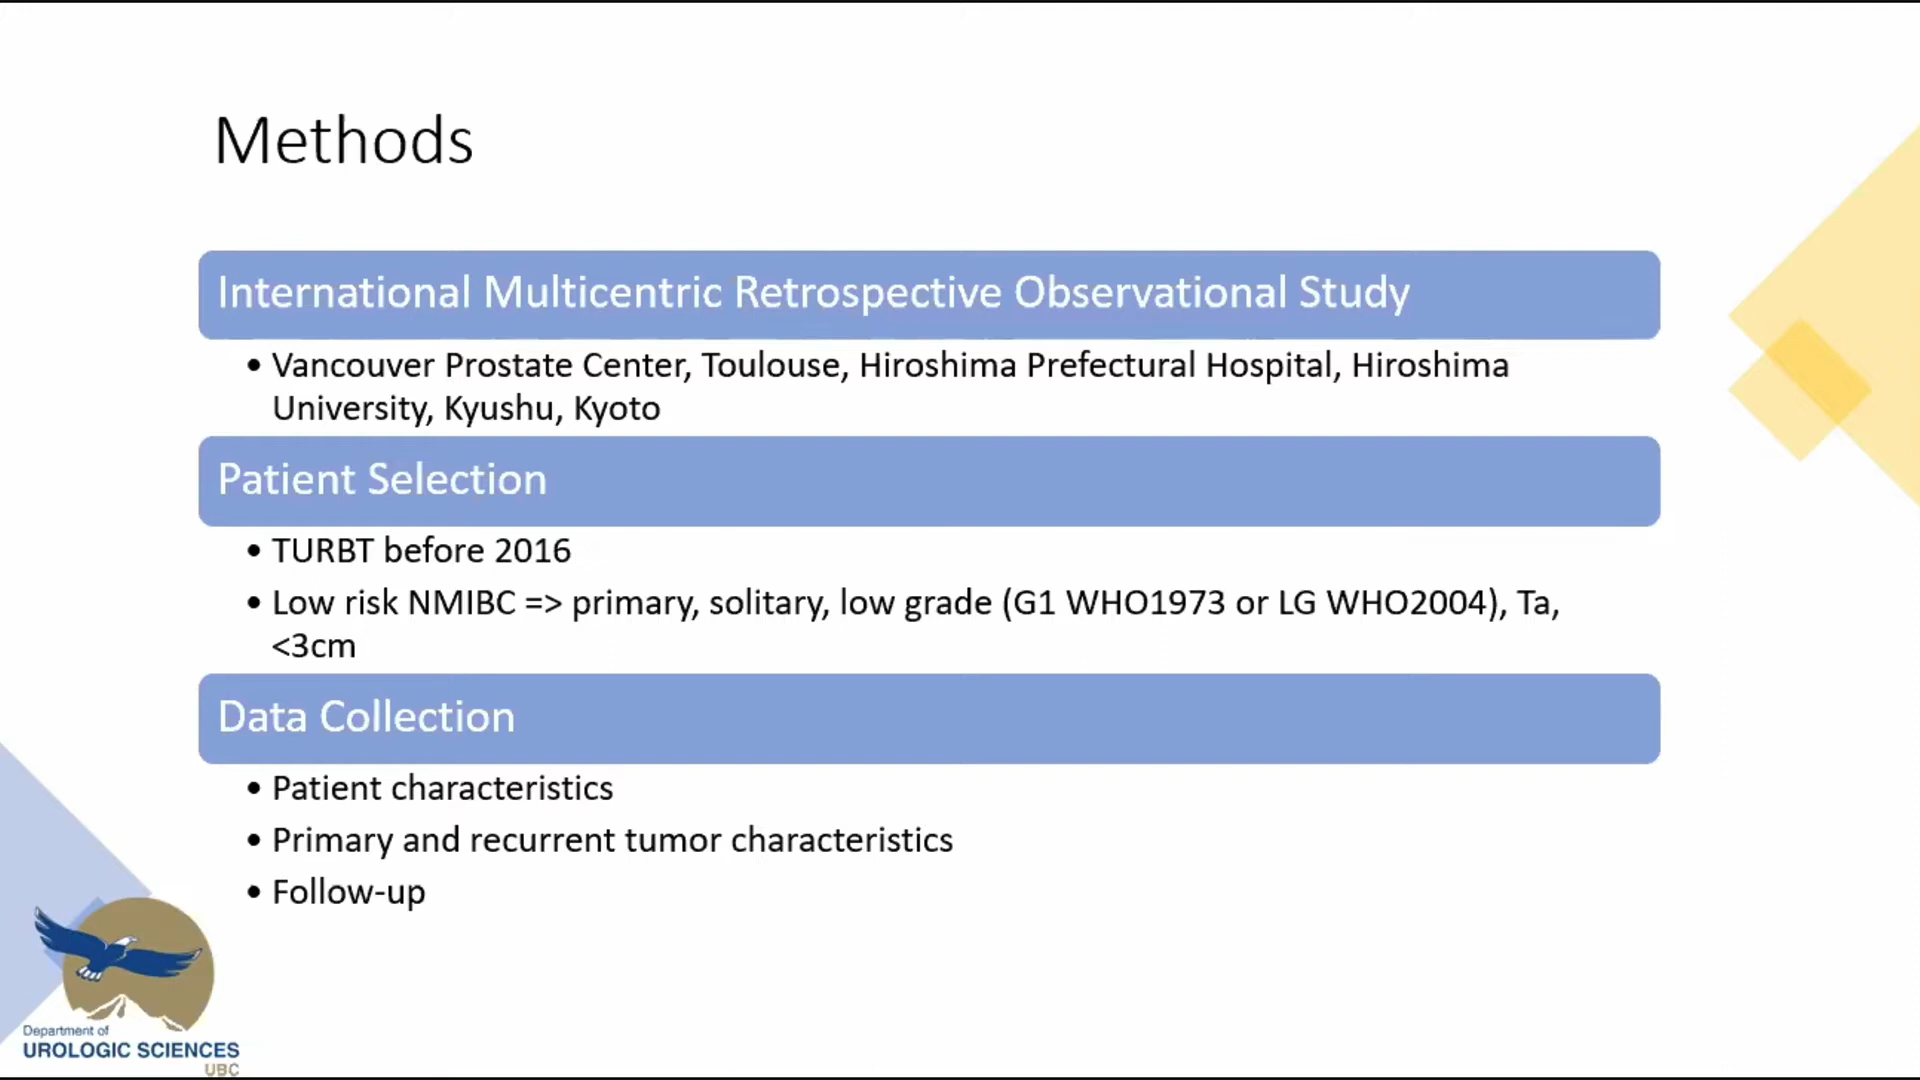 Methods
International Multicentric Retrospective Observational Study
• Vancouver Prostate Center, Toulouse, Hiroshima Prefectural Hospital, Hiroshima
University, Kyushu, Kyoto
Patient Selection
• TURBT before 2016
• Low risk NMIBC => primary, solitary, low grade (G1 WHO1973 or LG WHO2004), Ta,
<3cm
Data Collection
• Patient characteristics
• Primary and recurrent tumor characteristics
• Follow-up
Department of
UROLOGIC SCIENCES
UBC